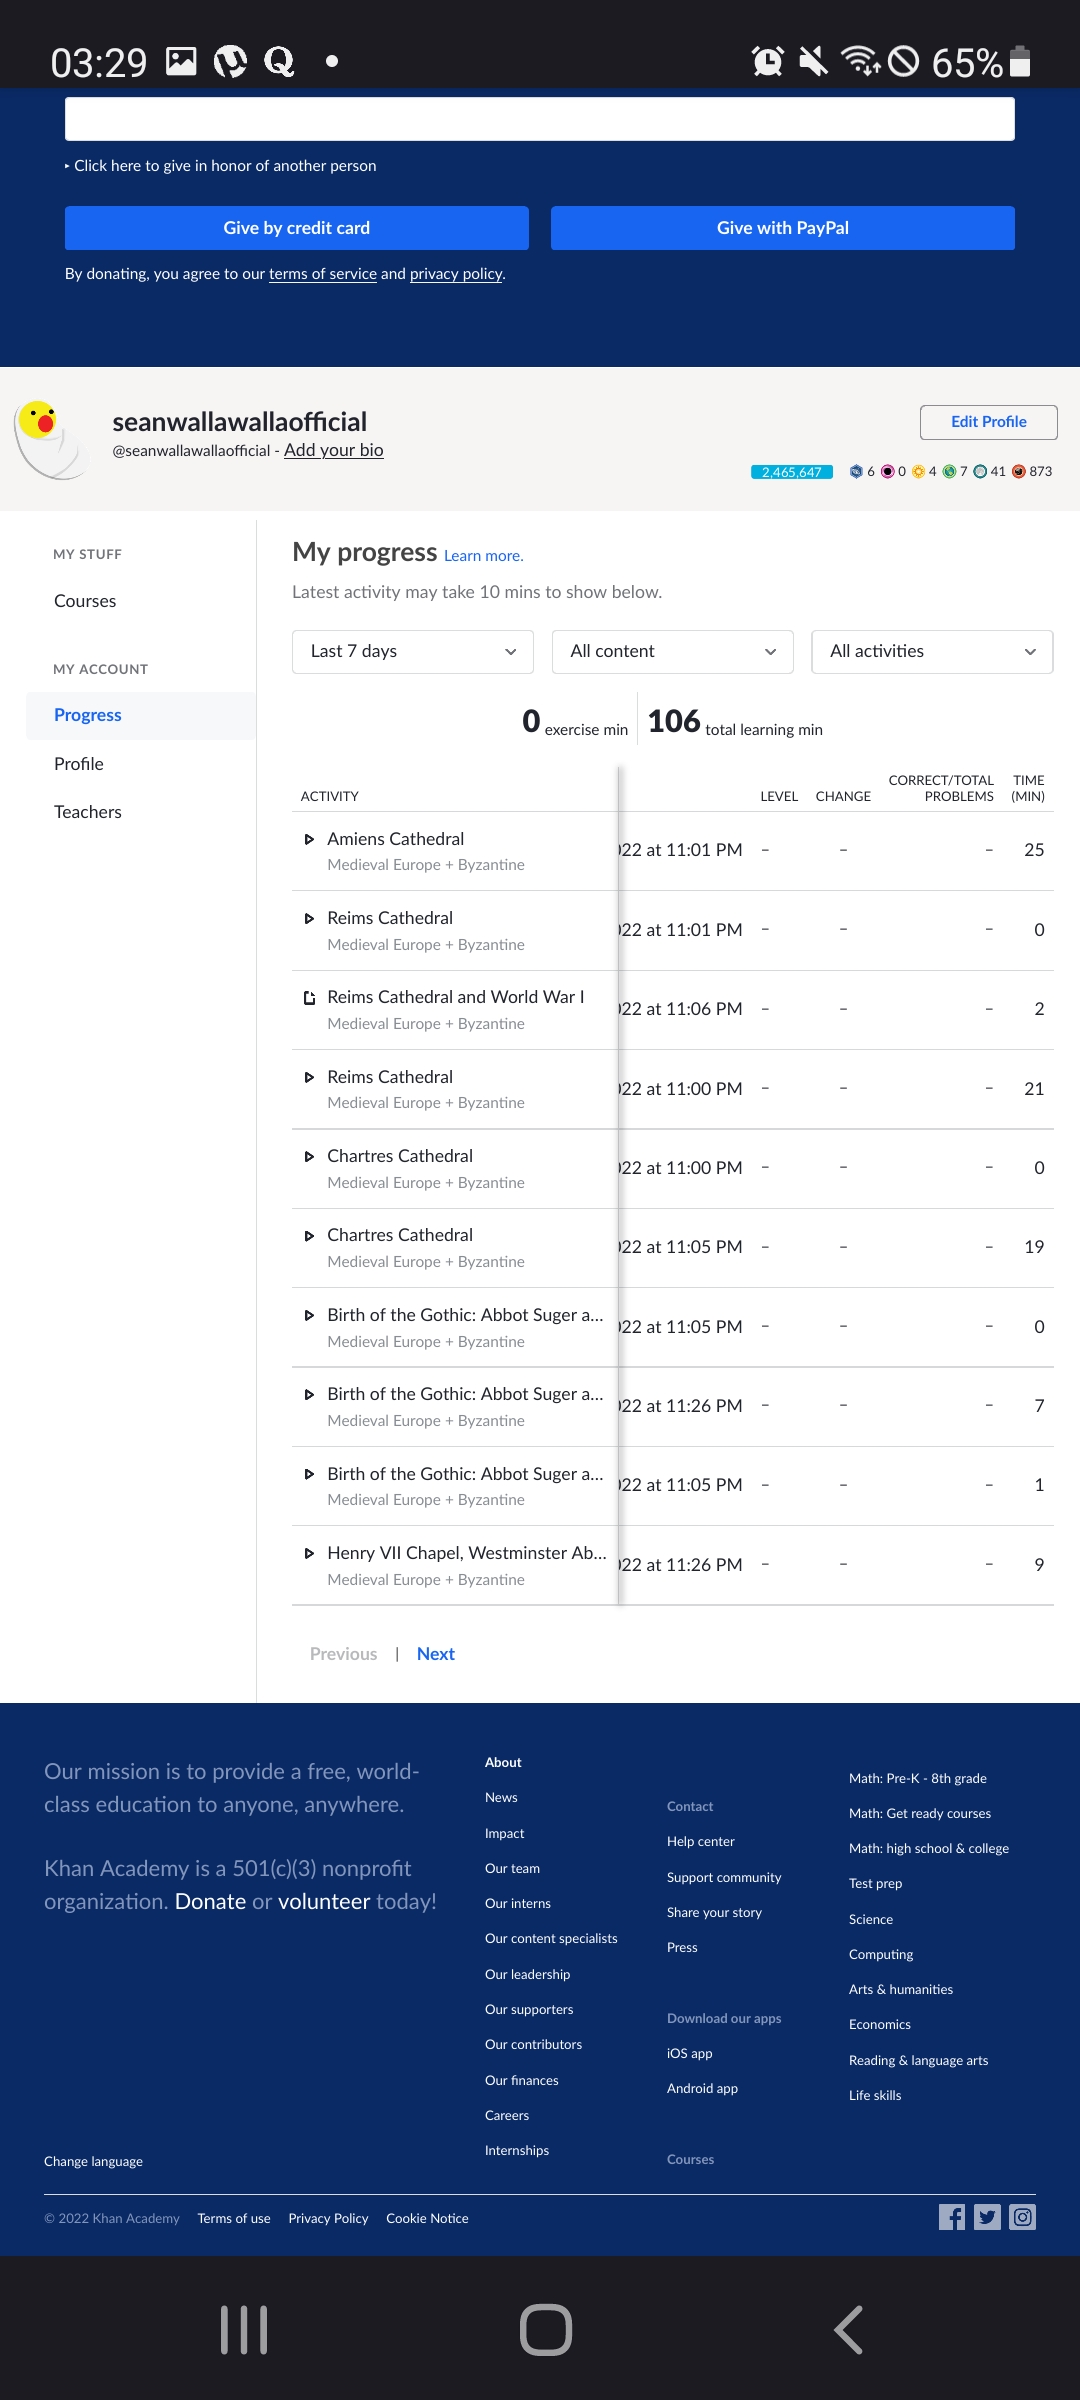 03:29 65%
▸ Click here to give in honor of another person
Give by credit card Give with PayPal
By donating, you agree to our terms of service and privacy policy.
seanwallawallaofficial
Edit Profile
@seanwallawallaofficial - Add your bio
2,465,647 6 0 4 7 41 873
MY STUFF
Courses
MY ACCOUNT
Progress
Profile
Teachers
My progress Learn more.
Latest activity may take 10 mins to show below.
Last 7 days All content All activities
0 exercise min 106 total learning min
ACTIVITY LEVEL CHANGE CORRECT/TOTAL PROBLEMS TIME (MIN)
Amiens Cathedral
Medieval Europe + Byzantine
022 at 11:01 PM – – – 25
Reims Cathedral
Medieval Europe + Byzantine
022 at 11:01 PM – – – 0
Reims Cathedral and World War I
Medieval Europe + Byzantine
022 at 11:06 PM – – – 2
Reims Cathedral
Medieval Europe + Byzantine
022 at 11:00 PM – – – 21
Chartres Cathedral
Medieval Europe + Byzantine
022 at 11:00 PM – – – 0
Chartres Cathedral
Medieval Europe + Byzantine
022 at 11:05 PM – – – 19
Birth of the Gothic: Abbot Suger a...
Medieval Europe + Byzantine
022 at 11:05 PM – – – 0
Birth of the Gothic: Abbot Suger a...
Medieval Europe + Byzantine
022 at 11:26 PM – – – 7
Birth of the Gothic: Abbot Suger a...
Medieval Europe + Byzantine
022 at 11:05 PM – – – 1
Henry VII Chapel, Westminster Ab...
Medieval Europe + Byzantine
022 at 11:26 PM – – – 9
Previous | Next
Our mission is to provide a free, world-
class education to anyone, anywhere.
Khan Academy is a 501(c)(3) nonprofit
organization. Donate or volunteer today!
Change language
About
News
Impact
Our team
Our interns
Our content specialists
Our leadership
Our supporters
Our contributors
Our finances
Careers
Internships
Contact
Help center
Support community
Share your story
Press
Download our apps
iOS app
Android app
Courses
Math: Pre-K - 8th grade
Math: Get ready courses
Math: high school & college
Test prep
Science
Computing
Arts & humanities
Economics
Reading & language arts
Life skills
© 2022 Khan Academy Terms of use Privacy Policy Cookie Notice